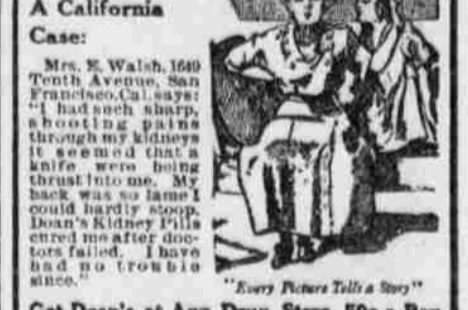 A California
Case:
Mrs. E. Walsh, 1649
Tenth Avenue, San
Francisco, Cal. says:
"I had such sharp,
shooting pains
through my kidneys
it seemed that a
knife were being
thrust into me. My
back was so lame I
could hardly stoop.
Doan's Kidney Pills
cured me after doc-
tors failed. I have
had no trouble
since."
"Every Picture Tells a Story"
Get Doan's at Any Drug Store, 50c a Box